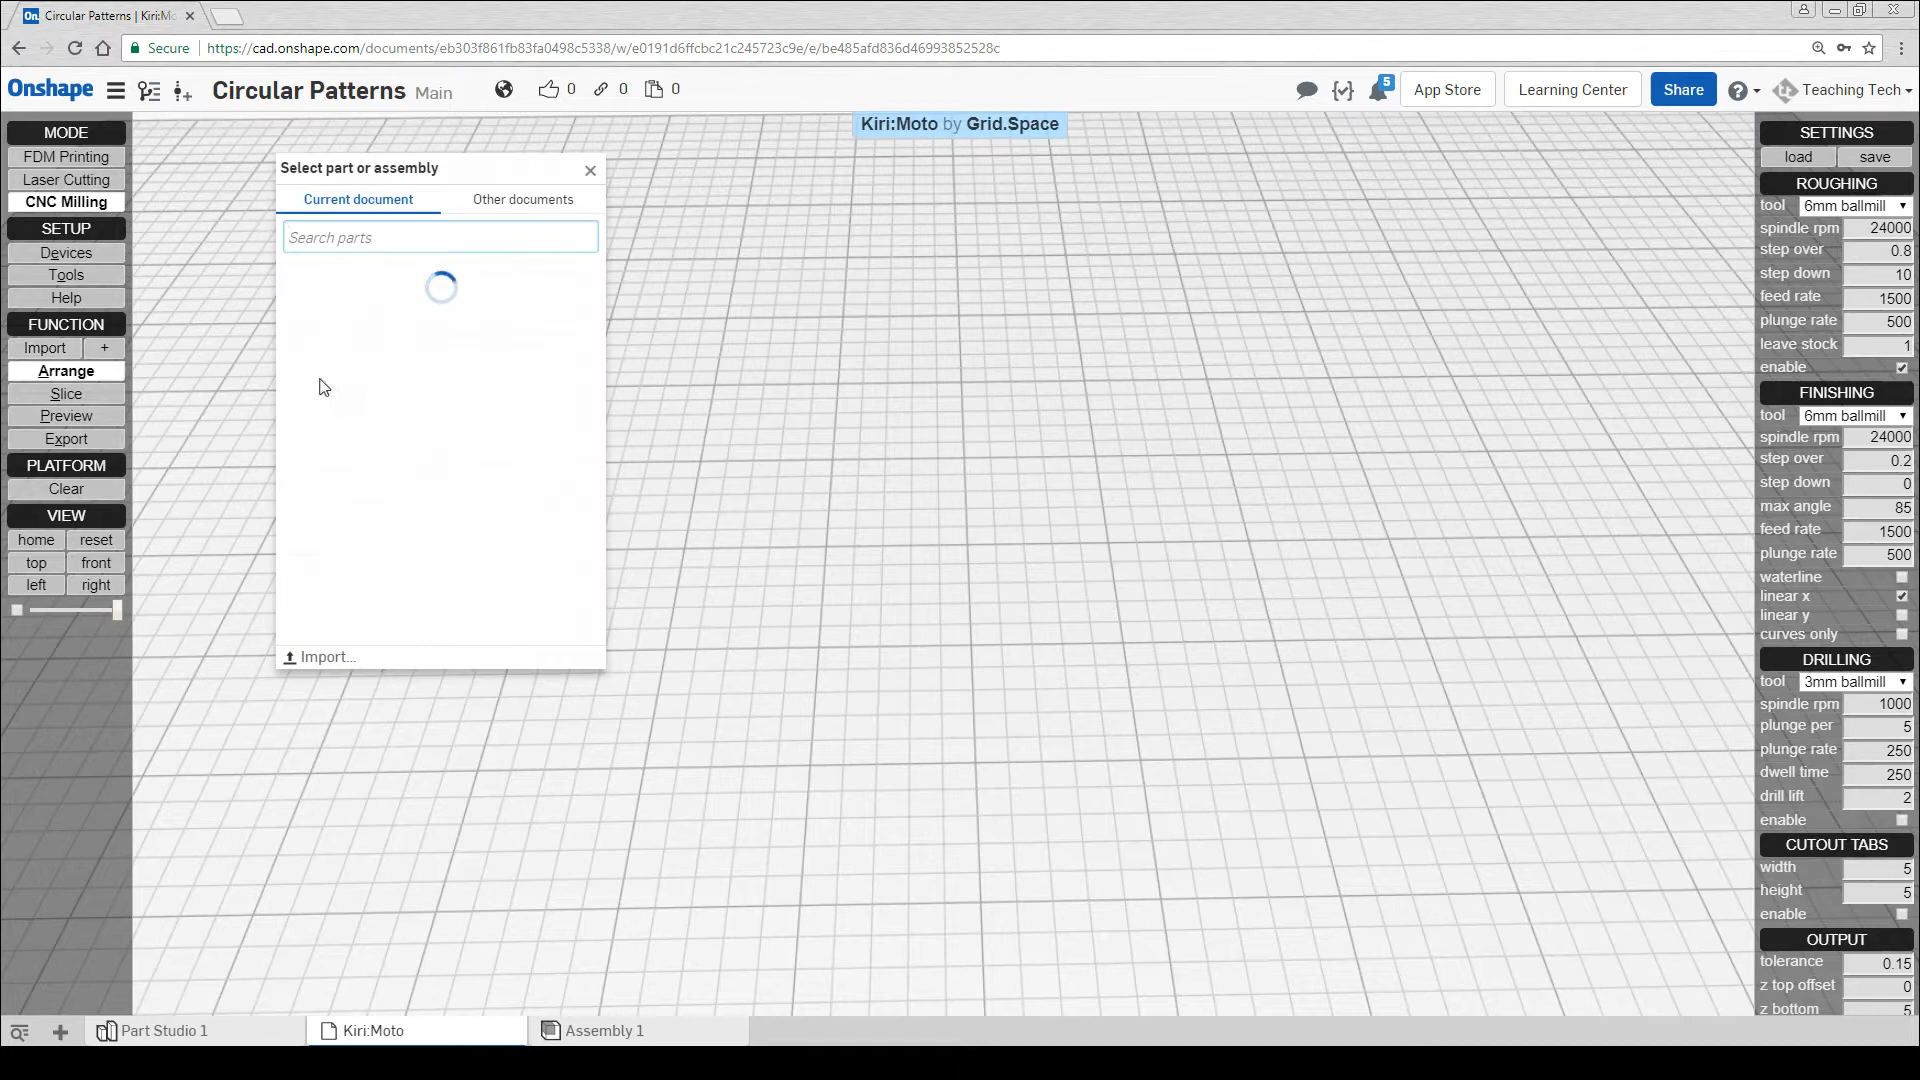 Circular Patterns | Kiri:Mo
Secure https://cad.onshape.com/documents/eb303f861fb83fa0498c5338/w/e0191d6ffcbc21c245723c9e/e/be485afd836d46993852528c
Onshape Circular Patterns Main 0 0 0 5 App Store Learning Center Share Teaching Tech
Kiri:Moto by Grid.Space
MODE
FDM Printing
Laser Cutting
CNC Milling
SETUP
Devices
Tools
Help
FUNCTION
Import +
Arrange
Slice
Preview
Export
PLATFORM
Clear
VIEW
home reset
top front
left right
Select part or assembly
Current document Other documents
Search parts
Import...
SETTINGS
load save
ROUGHING
tool 6mm ballmill
spindle rpm 24000
step over 0.8
step down 10
feed rate 1500
plunge rate 500
leave stock 1
enable
FINISHING
tool 6mm ballmill
spindle rpm 24000
step over 0.2
step down 0
max angle 85
feed rate 1500
plunge rate 500
waterline
linear x
linear y
curves only
DRILLING
tool 3mm ballmill
spindle rpm 1000
plunge per 5
plunge rate 250
dwell time 250
drill lift 2
enable
CUTOUT TABS
width 5
height 5
enable
OUTPUT
tolerance 0.15
z top offset 0
z bottom 5
Part Studio 1 Kiri:Moto Assembly 1